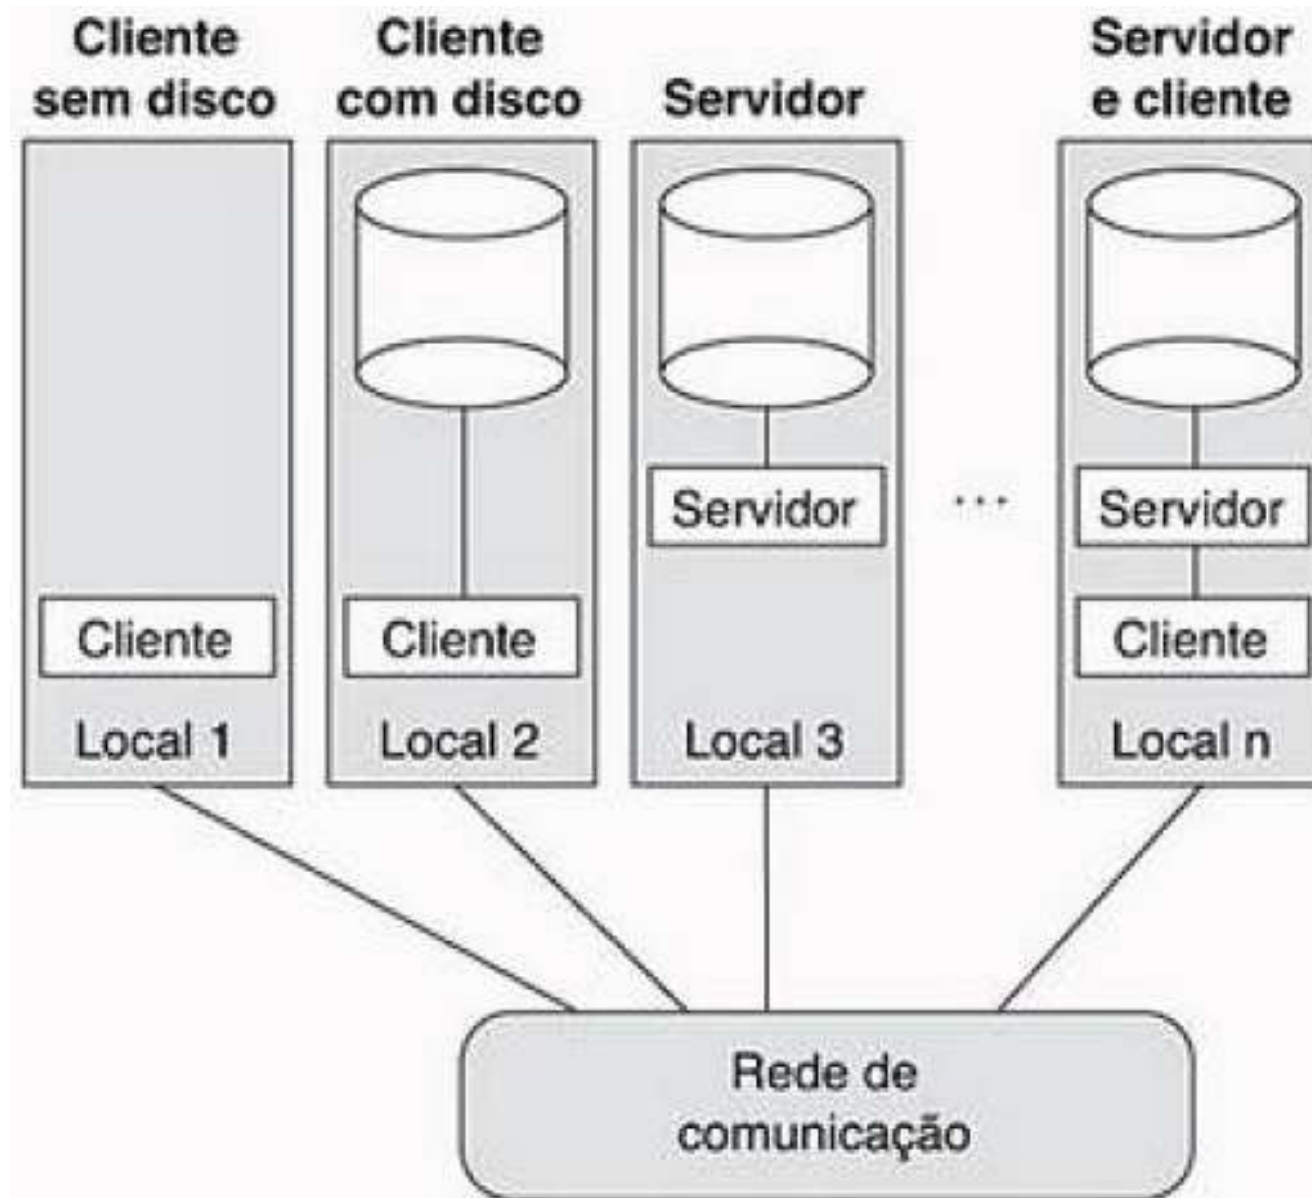 Cliente
sem disco
Cliente
com disco
Servidor
Servidor
e cliente
Cliente
Local 1
Cliente
Local 2
Servidor
Local 3
...
Servidor
Cliente
Local n
Rede de
comunicação